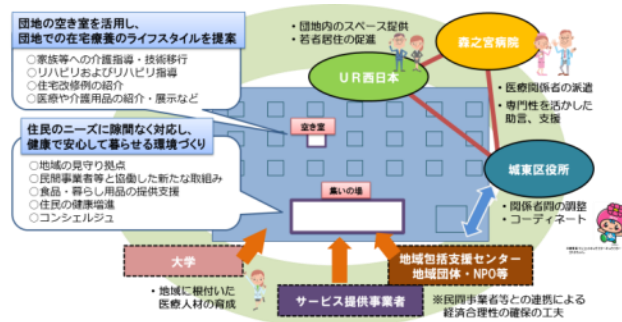 団地の空き室を活用し、
団地での在宅療養のライフスタイルを提案
○家族等への介護指導・技術移行
○リハビリおよびリハビリ指導
○住宅改修例の紹介
○医療や介護用品の紹介・展示など
住民のニーズに隙間なく対応し、
健康で安心して暮らせる環境づくり
○地域の見守り拠点
○民間事業者等と協働した新たな取組み
○食品・暮らし用品の提供支援
○住民の健康増進
○コンシェルジュ
・団地内のスペース提供
・若者居住の促進
UR西日本
森之宮病院
・医療関係者の派遣
・専門性を活かした
助言、支援
城東区役所
・関係者間の調整
・コーディネート
空き室
集いの場
大学
・地域に根付いた
医療人材の育成
サービス提供事業者
地域包括支援センター
地域団体・NPO等
※民間事業者等との連携による
経済合理性の確保の工夫